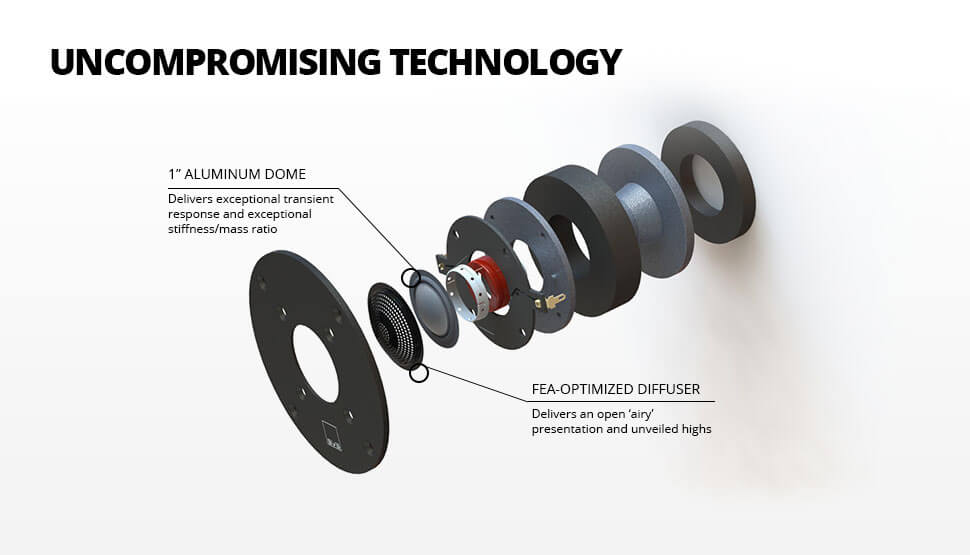 UNCOMPROMISING TECHNOLOGY
1” ALUMINUM DOME
Delivers exceptional transient
response and exceptional
stiffness/mass ratio
FEA-OPTIMIZED DIFFUSER
Delivers an open ‘airy’
presentation and unveiled highs